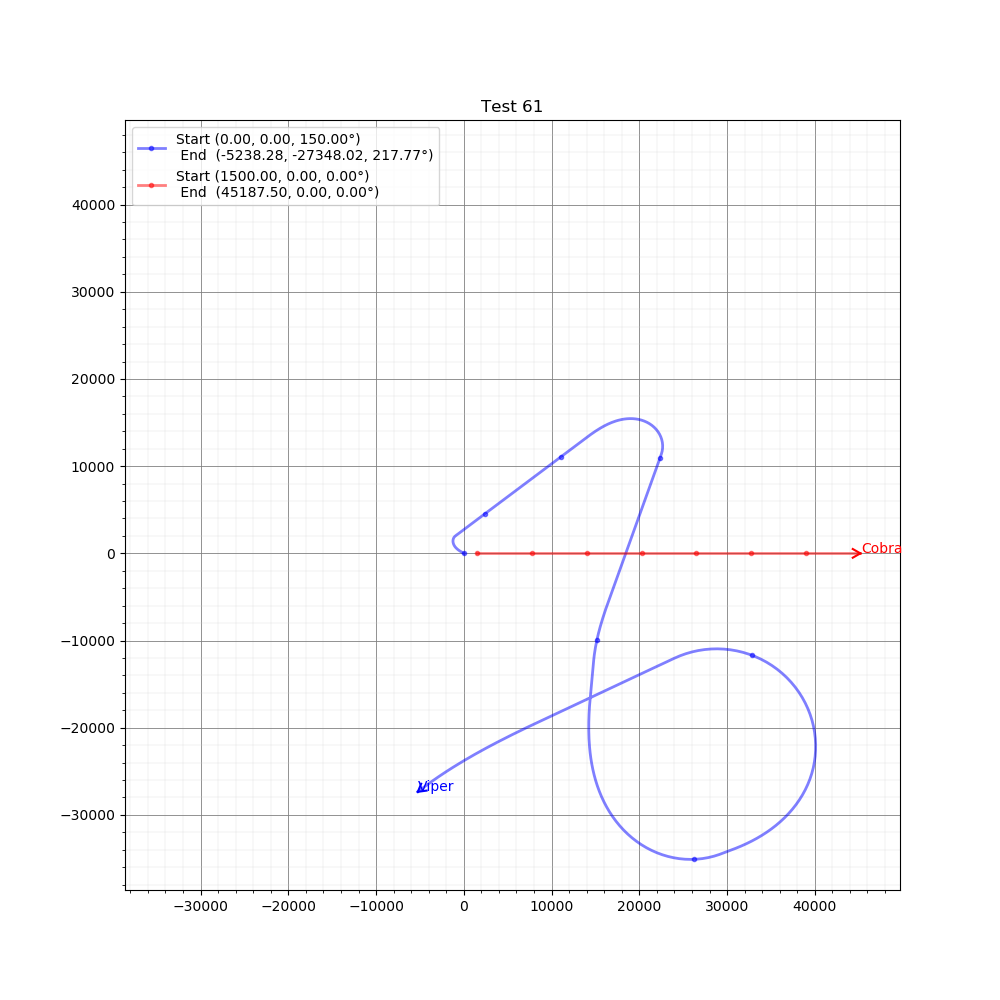 Test 61
Start (0.00, 0.00, 150.00°)
End (-5238.28, -27348.02, 217.77°)
Start (1500.00, 0.00, 0.00°)
End (45187.50, 0.00, 0.00°)
40000
30000
20000
10000
0
Cobra
−10000
−20000
Viper
−30000
−30000 −20000 −10000 0 10000 20000 30000 40000